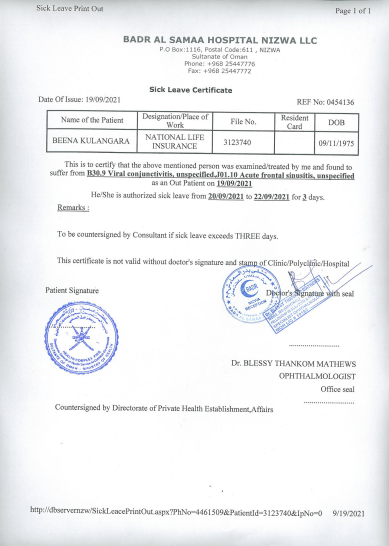 Sick Leave Print Out
Page 1 of 1
BADR AL SAMAA HOSPITAL NIZWA LLC
P.O Box:1116, Postal Code:611 , NIZWA
Sultanate of Oman
Phone: +968 25447776
Fax: +968 25447772
Sick Leave Certificate
Date Of Issue: 19/09/2021
REF No: 0454136
Name of the Patient Designation/Place of Work File No. Resident Card DOB
BEENA KULANGARA NATIONAL LIFE INSURANCE 3123740 09/11/1975
This is to certify that the above mentioned person was examined/treated by me and found to
suffer from B30.9 Viral conjunctivitis, unspecified,J01.10 Acute frontal sinusitis, unspecified
as an Out Patient on 19/09/2021
He/She is authorized sick leave from 20/09/2021 to 22/09/2021 for 3 days.
Remarks :
To be countersigned by Consultant if sick leave exceeds THREE days.
This certificate is not valid without doctor's signature and stamp of Clinic/Polyclinic/Hospital
Patient Signature
Doctor's Signature with seal
BADR
Dr. BLESSY THANKOM MATHEWS
OPHTHALMOLOGIST
Office seal
Countersigned by Directorate of Private Health Establishment,Affairs
http://dbservernzw/SickLeacePrintOut.aspx?PhNo=4461509&PatientId=3123740&IpNo=0 9/19/2021